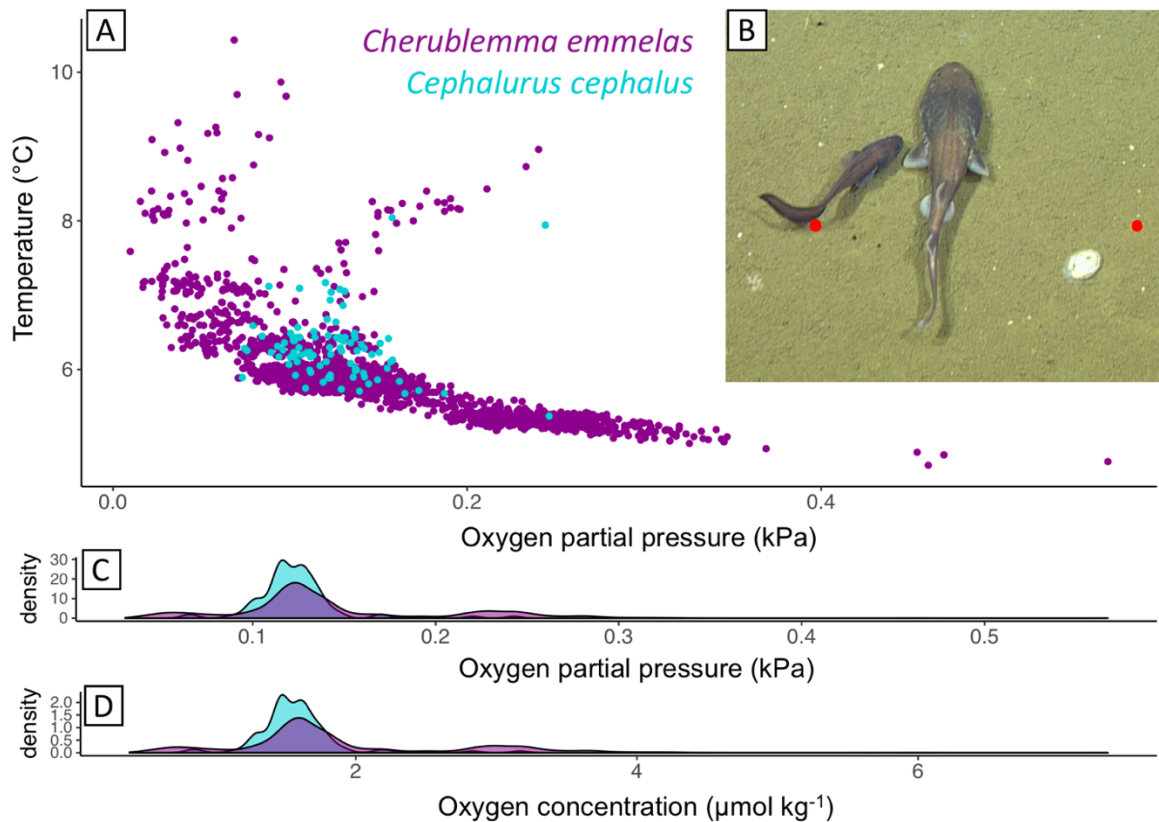 A
Cherublemma emmelas
Cephalurus cephalus
B
Temperature (°C)
10
8
6
0.0 0.2 0.4
Oxygen partial pressure (kPa)
C
density
30
20
10
0
0.1 0.2 0.3 0.4 0.5
Oxygen partial pressure (kPa)
D
density
2.0
1.5
1.0
0.5
0.0
2 4 6
Oxygen concentration (µmol kg⁻¹)